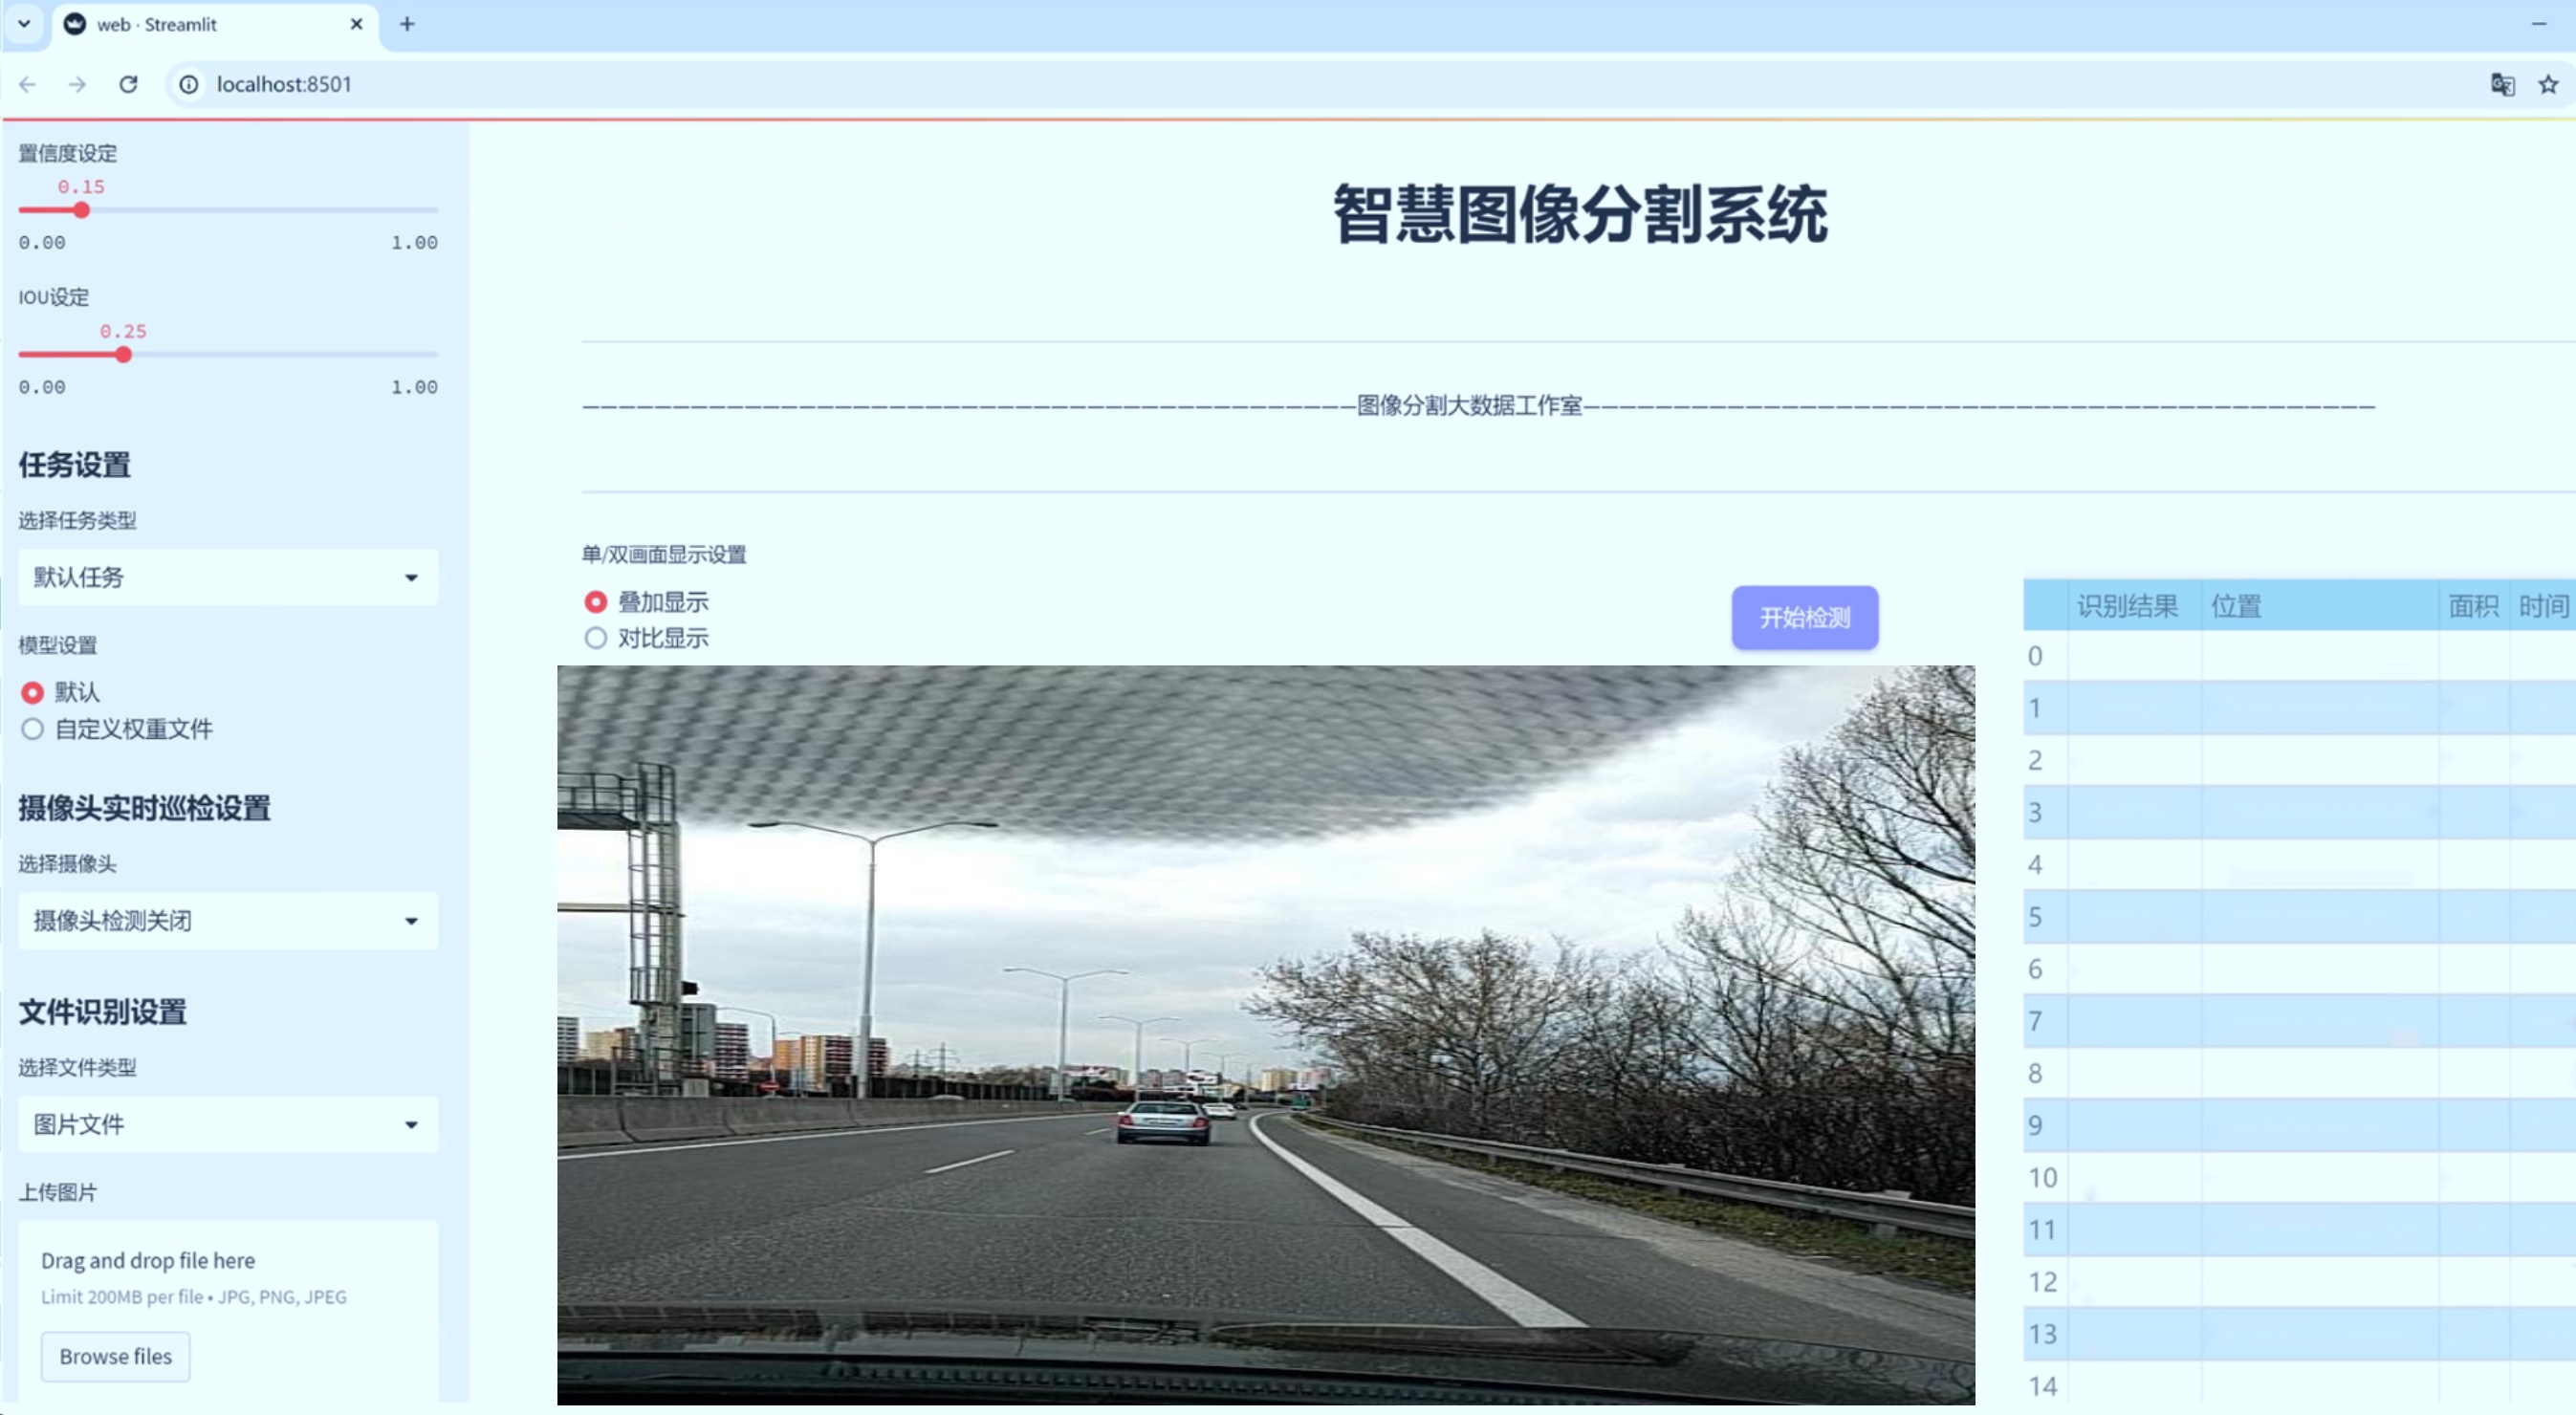 web · Streamlit
localhost:8501
置信度设定
0.15
0.00 1.00
IOU设定
0.25
0.00 1.00
任务设置
选择任务类型
默认任务
模型设置
默认
自定义权重文件
摄像头实时巡检设置
选择摄像头
摄像头检测关闭
文件识别设置
选择文件类型
图片文件
上传图片
Drag and drop file here
Limit 200MB per file • JPG, PNG, JPEG
Browse files
智慧图像分割系统
图像分割大数据工作室
单/双画面显示设置
叠加显示
对比显示
开始检测
识别结果 位置 面积 时间
0
1
2
3
4
5
6
7
8
9
10
11
12
13
14